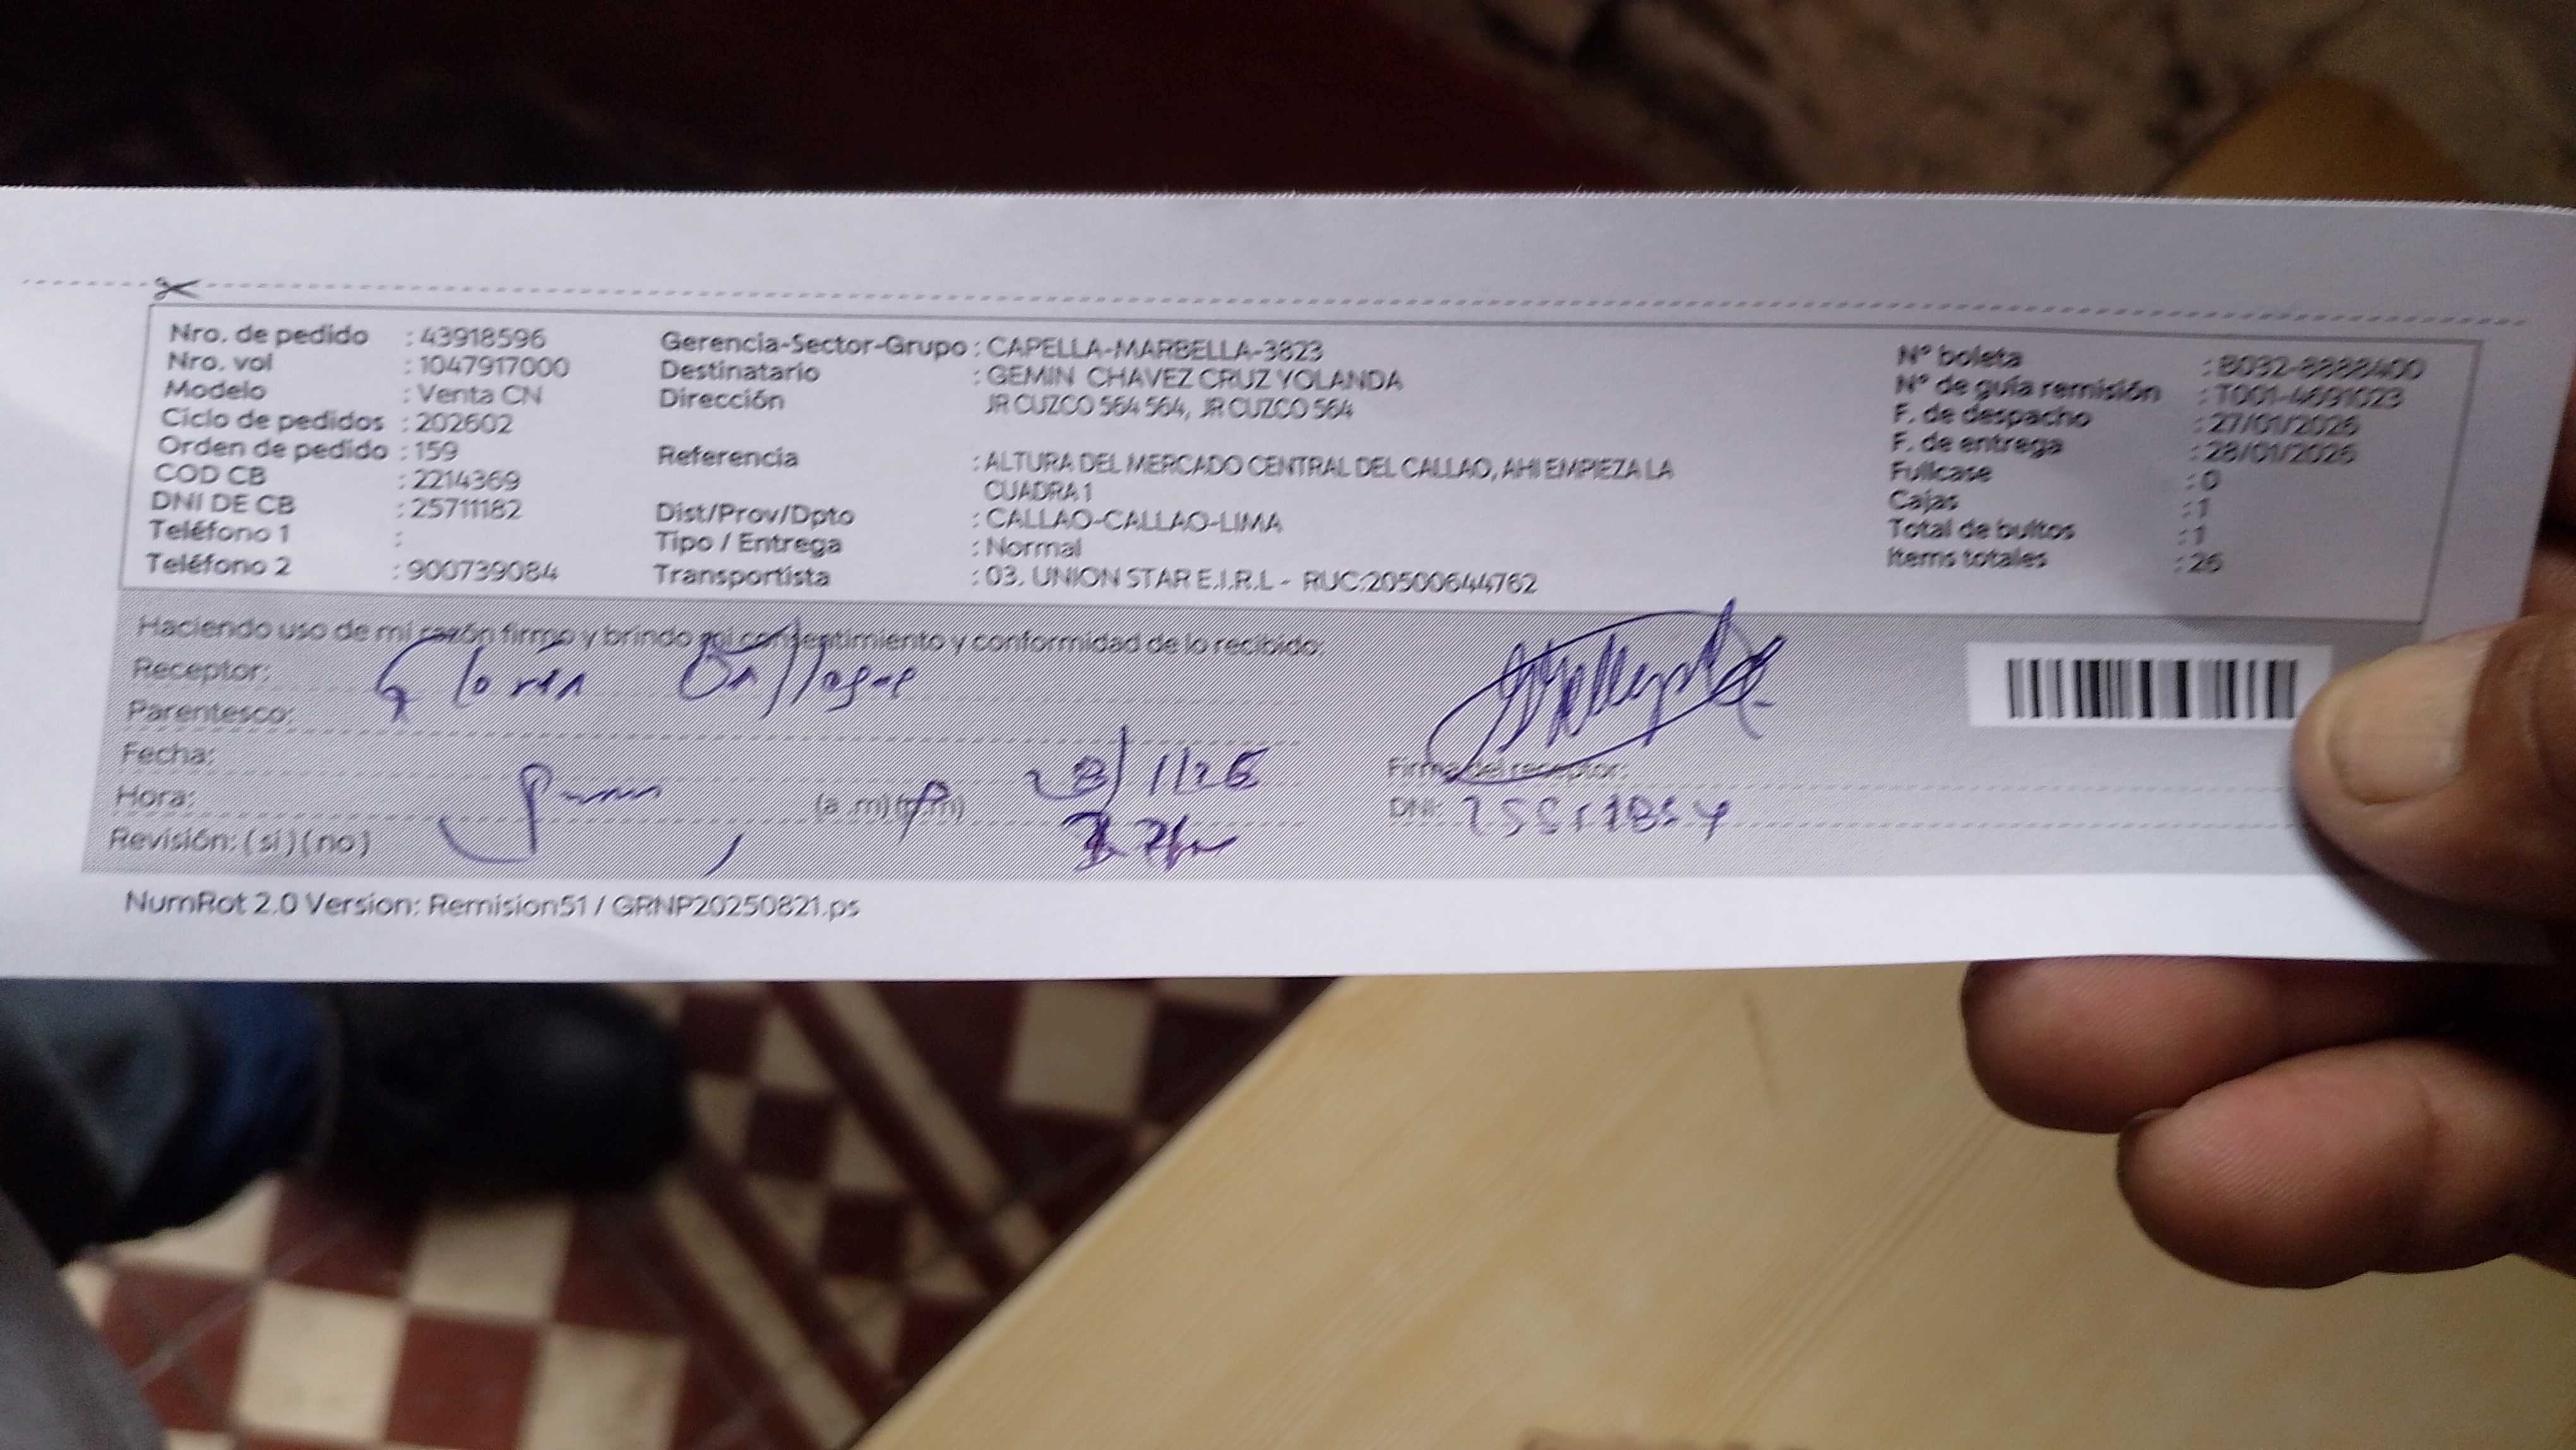 Nro. de pedido : 43918596
Nro. vol : 1047917000
Modelo : Venta CN
Ciclo de pedidos : 202602
Orden de pedido : 159
COD CB : 2214369
DNI DE CB : 25711182
Teléfono 1 :
Teléfono 2 : 900739084
Gerencia-Sector-Grupo : CAPELLA-MARBELLA-3823
Destinatario : GEMIN CHAVEZ CRUZ YOLANDA
Dirección JR CUZCO 564 564, JR CUZCO 564
Referencia : ALTURA DEL MERCADO CENTRAL DEL CALLAO, AHI EMPIEZA LA
CUADRA 1
Dist/Prov/Dpto : CALLAO-CALLAO-LIMA
Tipo / Entrega : Normal
Transportista : 03. UNION STAR E.I.R.L - RUC:20500644762
N° boleta : B032-8888400
N° de guía remisión : T001-4691023
F. de despacho : 27/01/2026
F. de entrega : 28/01/2026
Fullcase : 0
Cajas : 1
Total de bultos : 1
Items totales : 26
Haciendo uso de mi razón firmo y brindo mi consentimiento y conformidad de lo recibido:
Receptor: Gloria
Parentesco:
Fecha: 28/1/26
Hora: (a .m) (p.m)
Revisión: ( si ) ( no )
Firma del receptor:
DNI:
NumRot 2.0 Version: Remision51 / GRNP20250821.ps